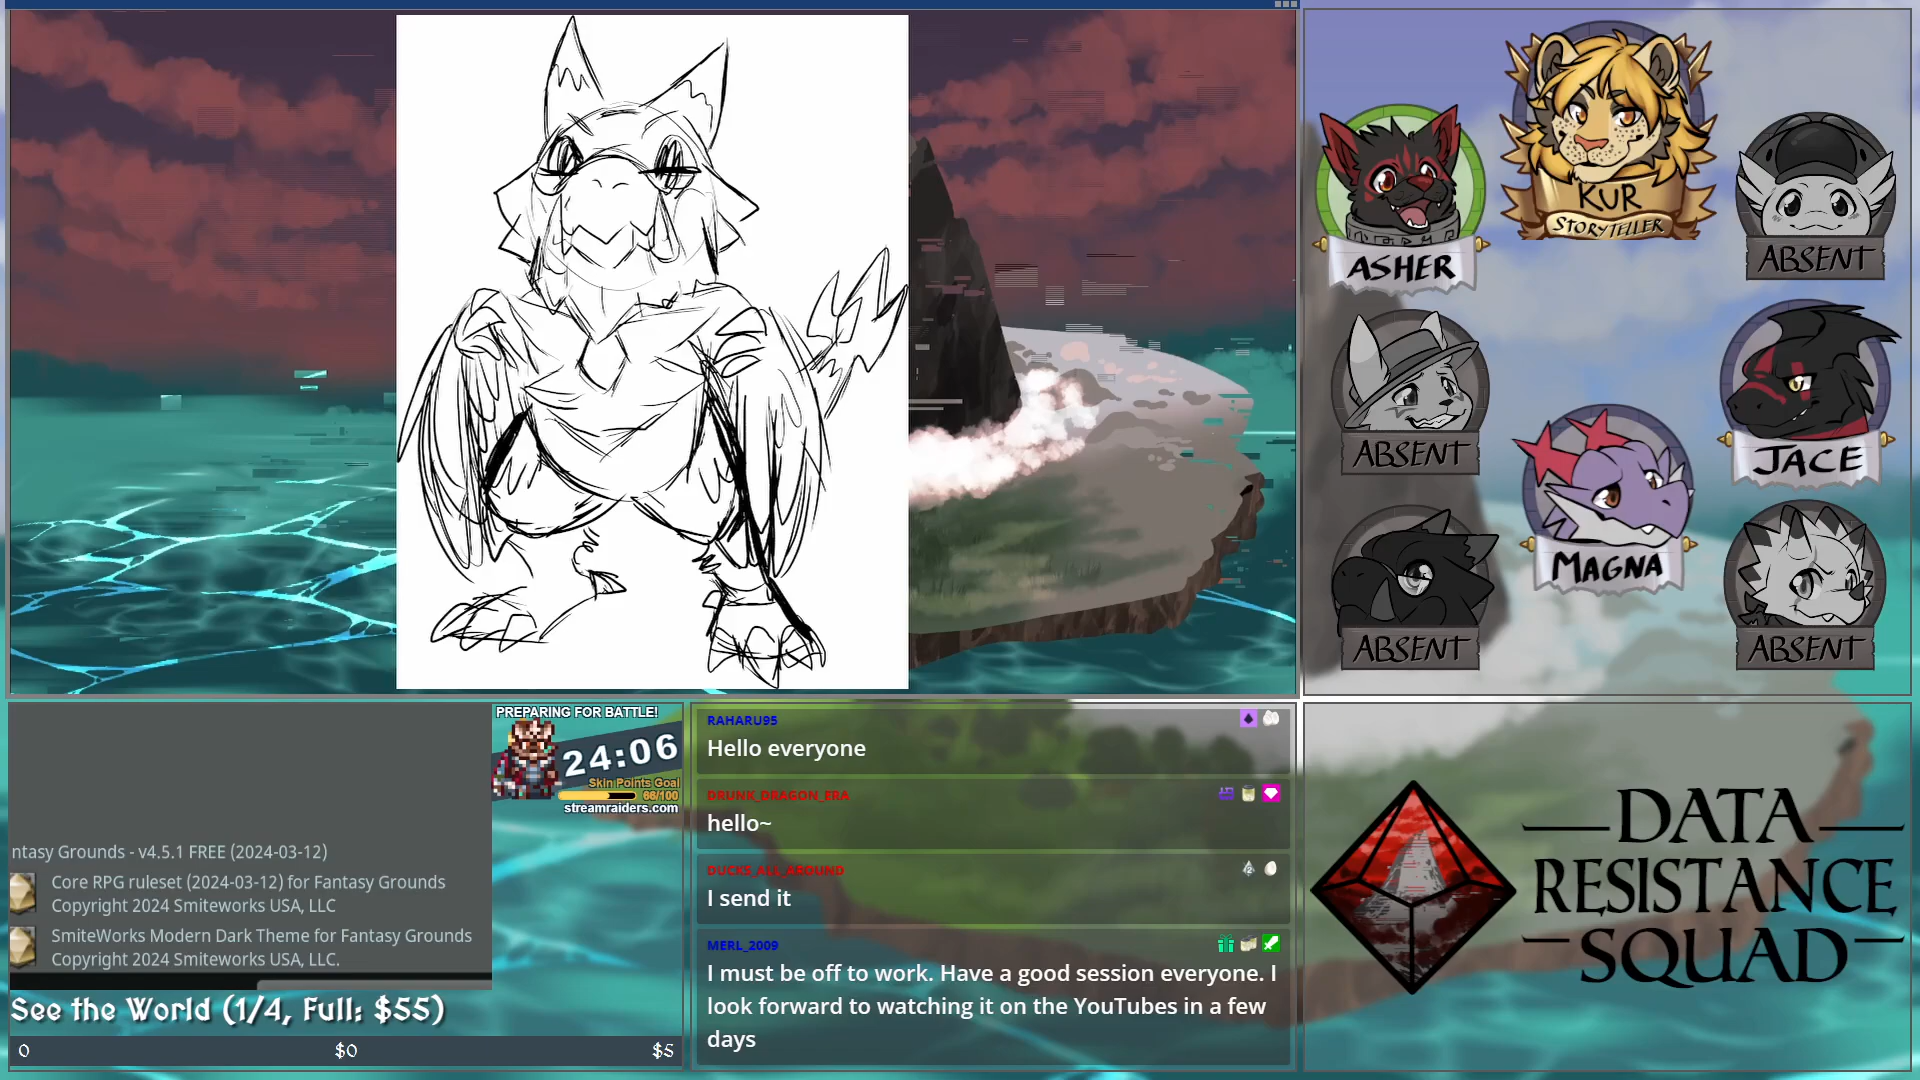 KUR
STORYTELLER
ASHER
ABSENT
ABSENT
JACE
MAGNA
ABSENT
ABSENT
PREPARING FOR BATTLE!
24:06
Skin Points Goal
66/100
streamraiders.com
ntasy Grounds - v4.5.1 FREE (2024-03-12)
Core RPG ruleset (2024-03-12) for Fantasy Grounds
Copyright 2024 Smiteworks USA, LLC
SmiteWorks Modern Dark Theme for Fantasy Grounds
Copyright 2024 Smiteworks USA, LLC.
See the World (1/4, Full: $55)
0 $0 $5
RAHARU95
Hello everyone
DRUNK_DRAGON_ERA
hello~
DUCKS_ALL_AROUND
I send it
MERL_2009
I must be off to work. Have a good session everyone. I
look forward to watching it on the YouTubes in a few
days
DATA
RESISTANCE
SQUAD